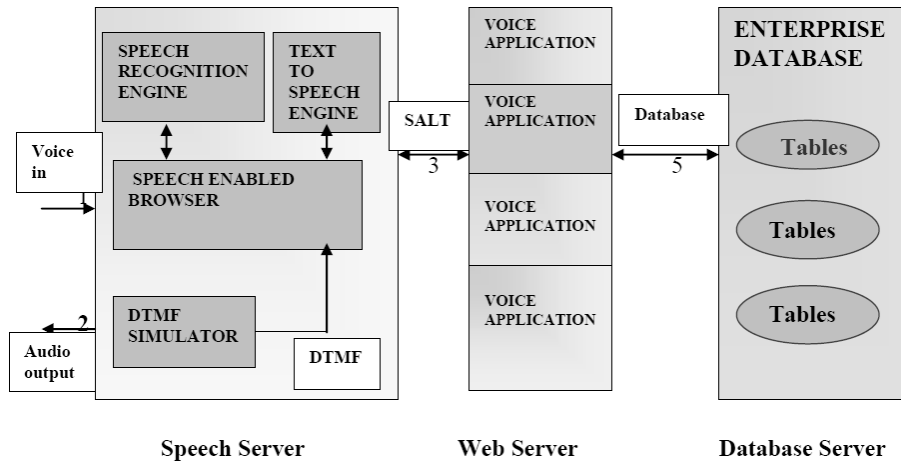 SPEECH
RECOGNITION
ENGINE
TEXT
TO
SPEECH
ENGINE
Voice
in
1
SPEECH ENABLED
BROWSER
2
Audio
output
DTMF
SIMULATOR
DTMF
Speech Server
SALT
3
VOICE
APPLICATION
VOICE
APPLICATION
VOICE
APPLICATION
VOICE
APPLICATION
Web Server
Database
5
ENTERPRISE
DATABASE
Tables
Tables
Tables
Database Server